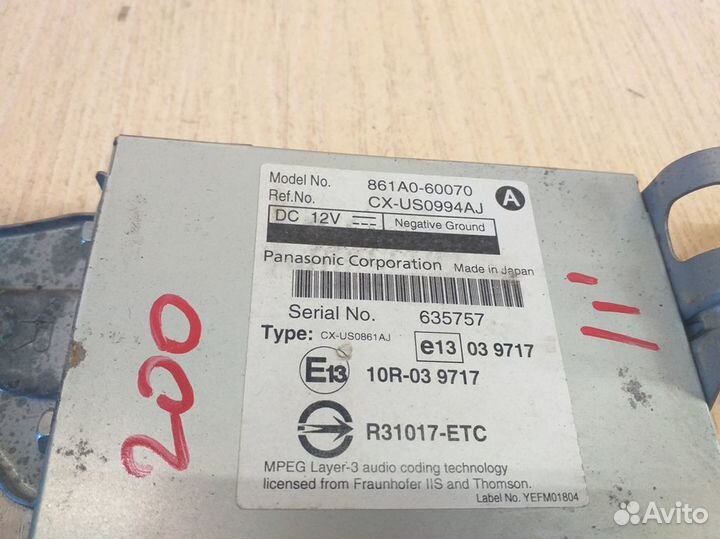 Model No. 861A0-60070 A
Ref.No. CX-US0994AJ
DC 12V Negative Ground
Panasonic Corporation Made in Japan
Serial No. 635757
Type: CX-US0861AJ e13 03 9717
E13 10R-03 9717
R31017-ETC
MPEG Layer-3 audio coding technology
licensed from Fraunhofer IIS and Thomson.
Label No. YEFM01804
200
Avito